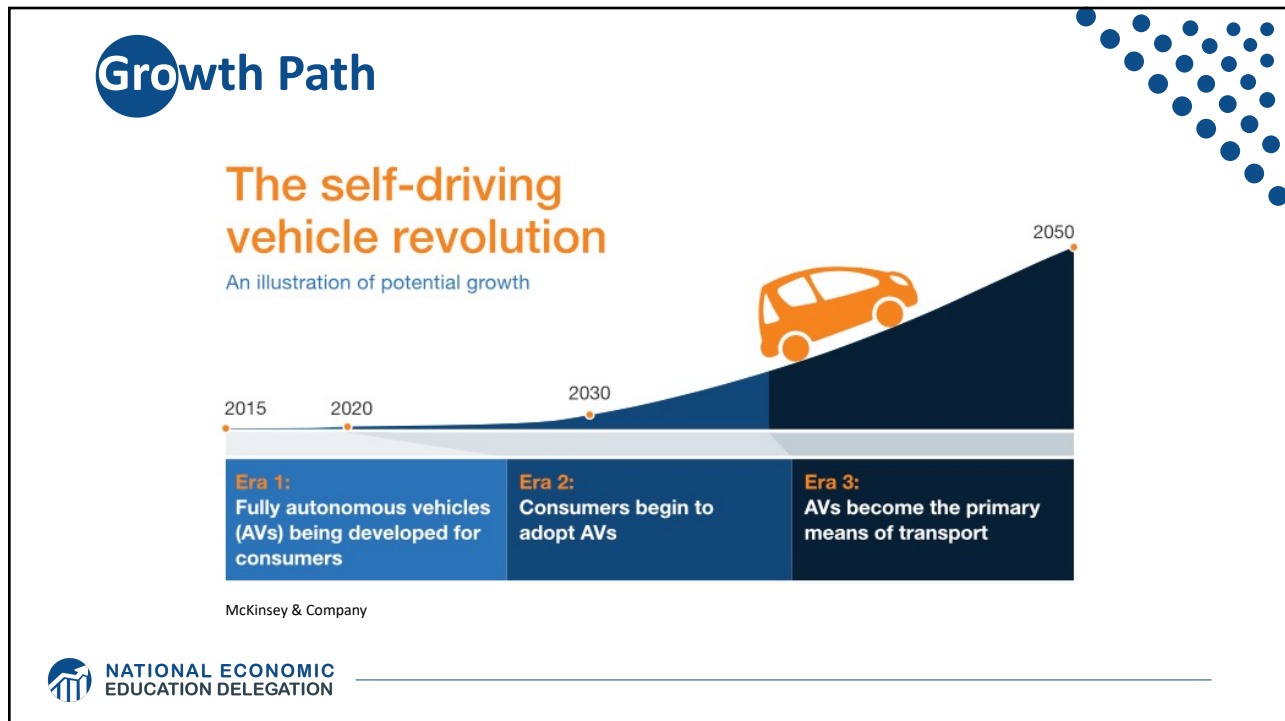 Growth Path
The self-driving
vehicle revolution
An illustration of potential growth
2015
2020
2030
2050
Era 1:
Fully autonomous vehicles
(AVs) being developed for
consumers
Era 2:
Consumers begin to
adopt AVs
Era 3:
AVs become the primary
means of transport
McKinsey & Company
NATIONAL ECONOMIC
EDUCATION DELEGATION